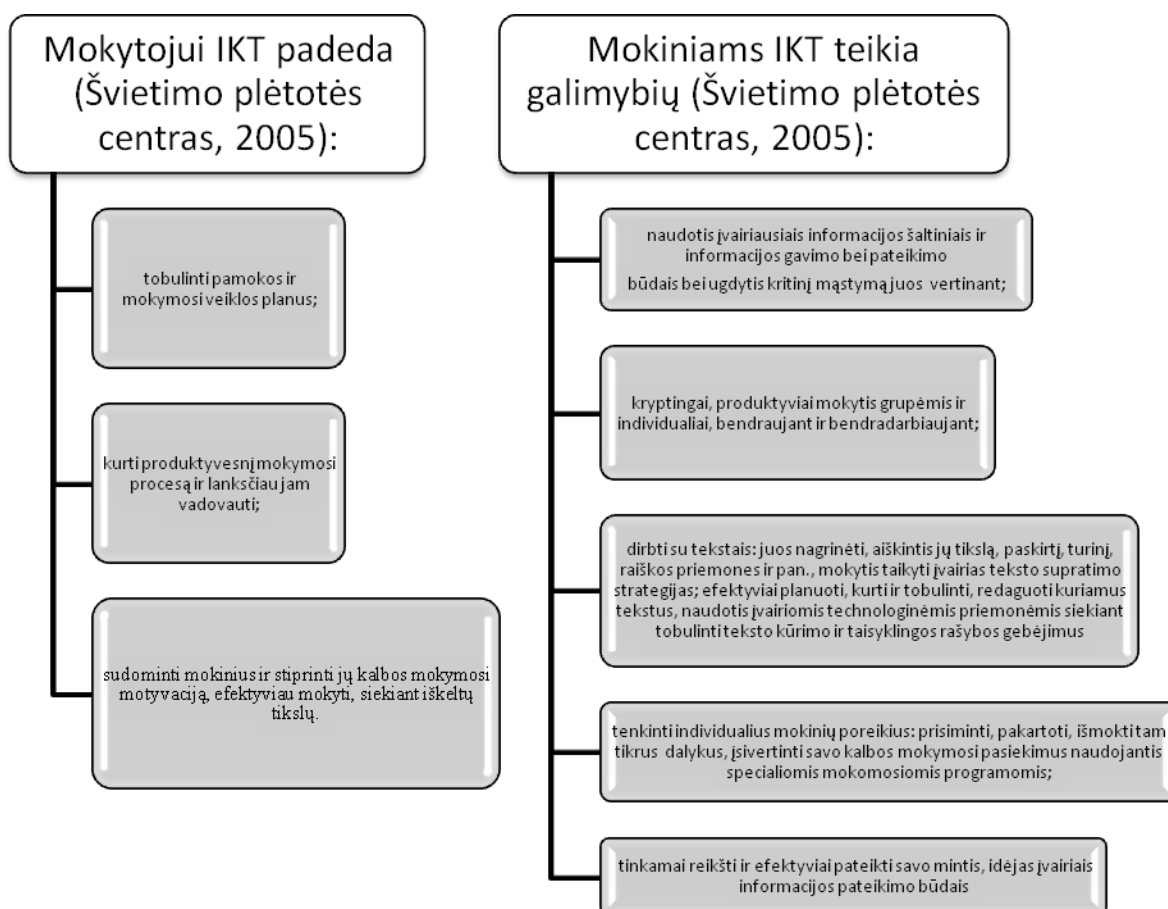 Mokytojui IKT padeda
(Švietimo plėtotės
centras, 2005):
tobulinti pamokos ir
mokymosi veiklos planus;
kurti produktyvesnį mokymosi
procesą ir lanksčiau jam
vadovauti;
sudominti mokinius ir stiprinti jų kalbos mokymosi
motyvaciją, efektyviau mokyti, siekiant iškeltų
tikslų.
Mokiniams IKT teikia
galimybių (Švietimo plėtotės
centras, 2005):
naudotis įvairiausiais informacijos šaltiniais ir
informacijos gavimo bei pateikimo
būdais bei ugdytis kritinį mąstymą juos vertinant;
kryptingai, produktyviai mokytis grupėmis ir
individualiai, bendraujant ir bendradarbiaujant;
dirbti su tekstais: juos nagrinėti, aiškintis jų tikslą, paskirtį, turinį,
raiškos priemones ir pan., mokytis taikyti įvairias teksto supratimo
strategijas; efektyviai planuoti, kurti ir tobulinti, redaguoti kuriamus
tekstus, naudotis įvairiomis technologinėmis priemonėmis siekiant
tobulinti teksto kūrimo ir taisyklingos rašybos gebėjimus
tenkinti individualius mokinių poreikius: prisiminti, pakartoti, išmokti tam
tikrus dalykus, įsivertinti savo kalbos mokymosi pasiekimus naudojantis
specialiomis mokomosiomis programomis;
tinkamai reikšti ir efektyviai pateikti savo mintis, idėjas įvairiais
informacijos pateikimo būdais